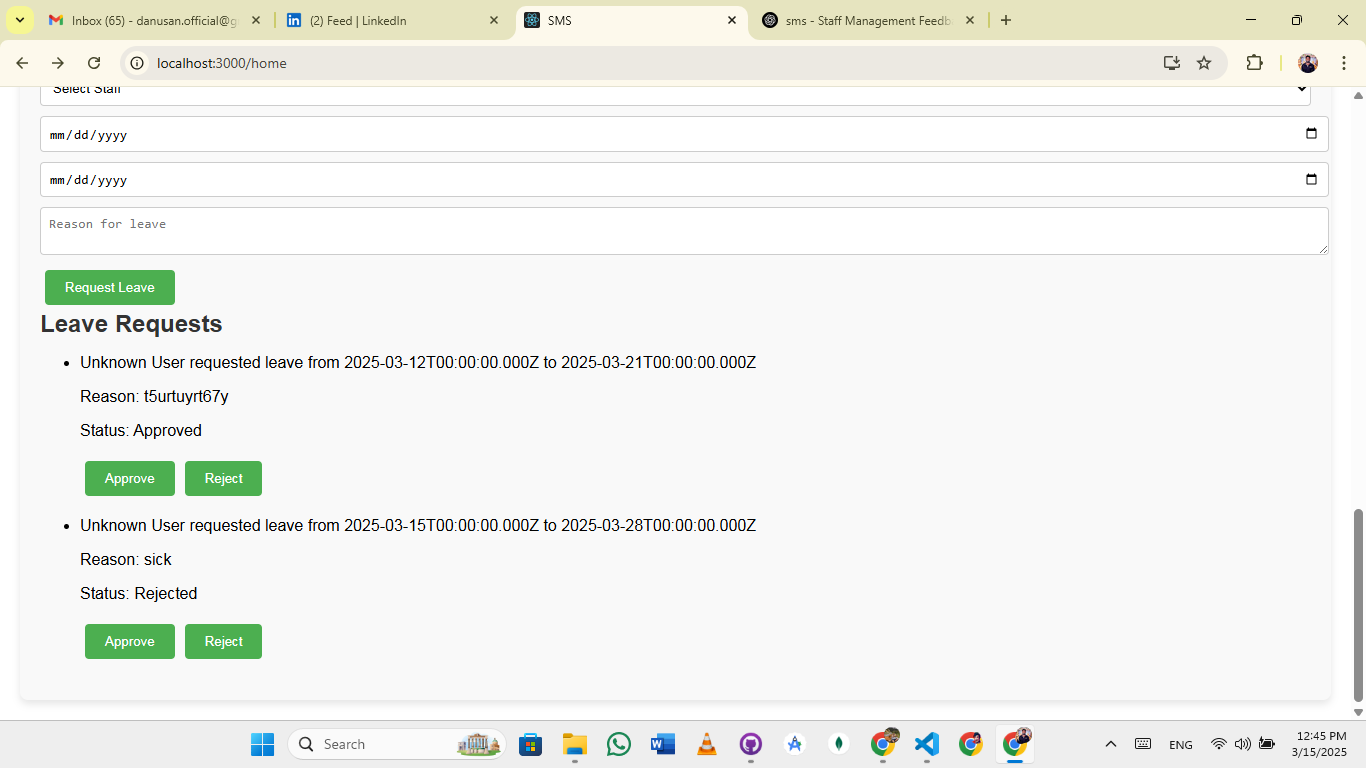 Inbox (65) - danusan.official@g
(2) Feed | LinkedIn
SMS
sms - Staff Management Feedb
localhost:3000/home
Select Staff
mm/dd/yyyy
mm/dd/yyyy
Reason for leave
Request Leave
Leave Requests
Unknown User requested leave from 2025-03-12T00:00:00.000Z to 2025-03-21T00:00:00.000Z
Reason: t5urtuyrt67y
Status: Approved
Approve Reject
Unknown User requested leave from 2025-03-15T00:00:00.000Z to 2025-03-28T00:00:00.000Z
Reason: sick
Status: Rejected
Approve Reject
Search
ENG
12:45 PM
3/15/2025